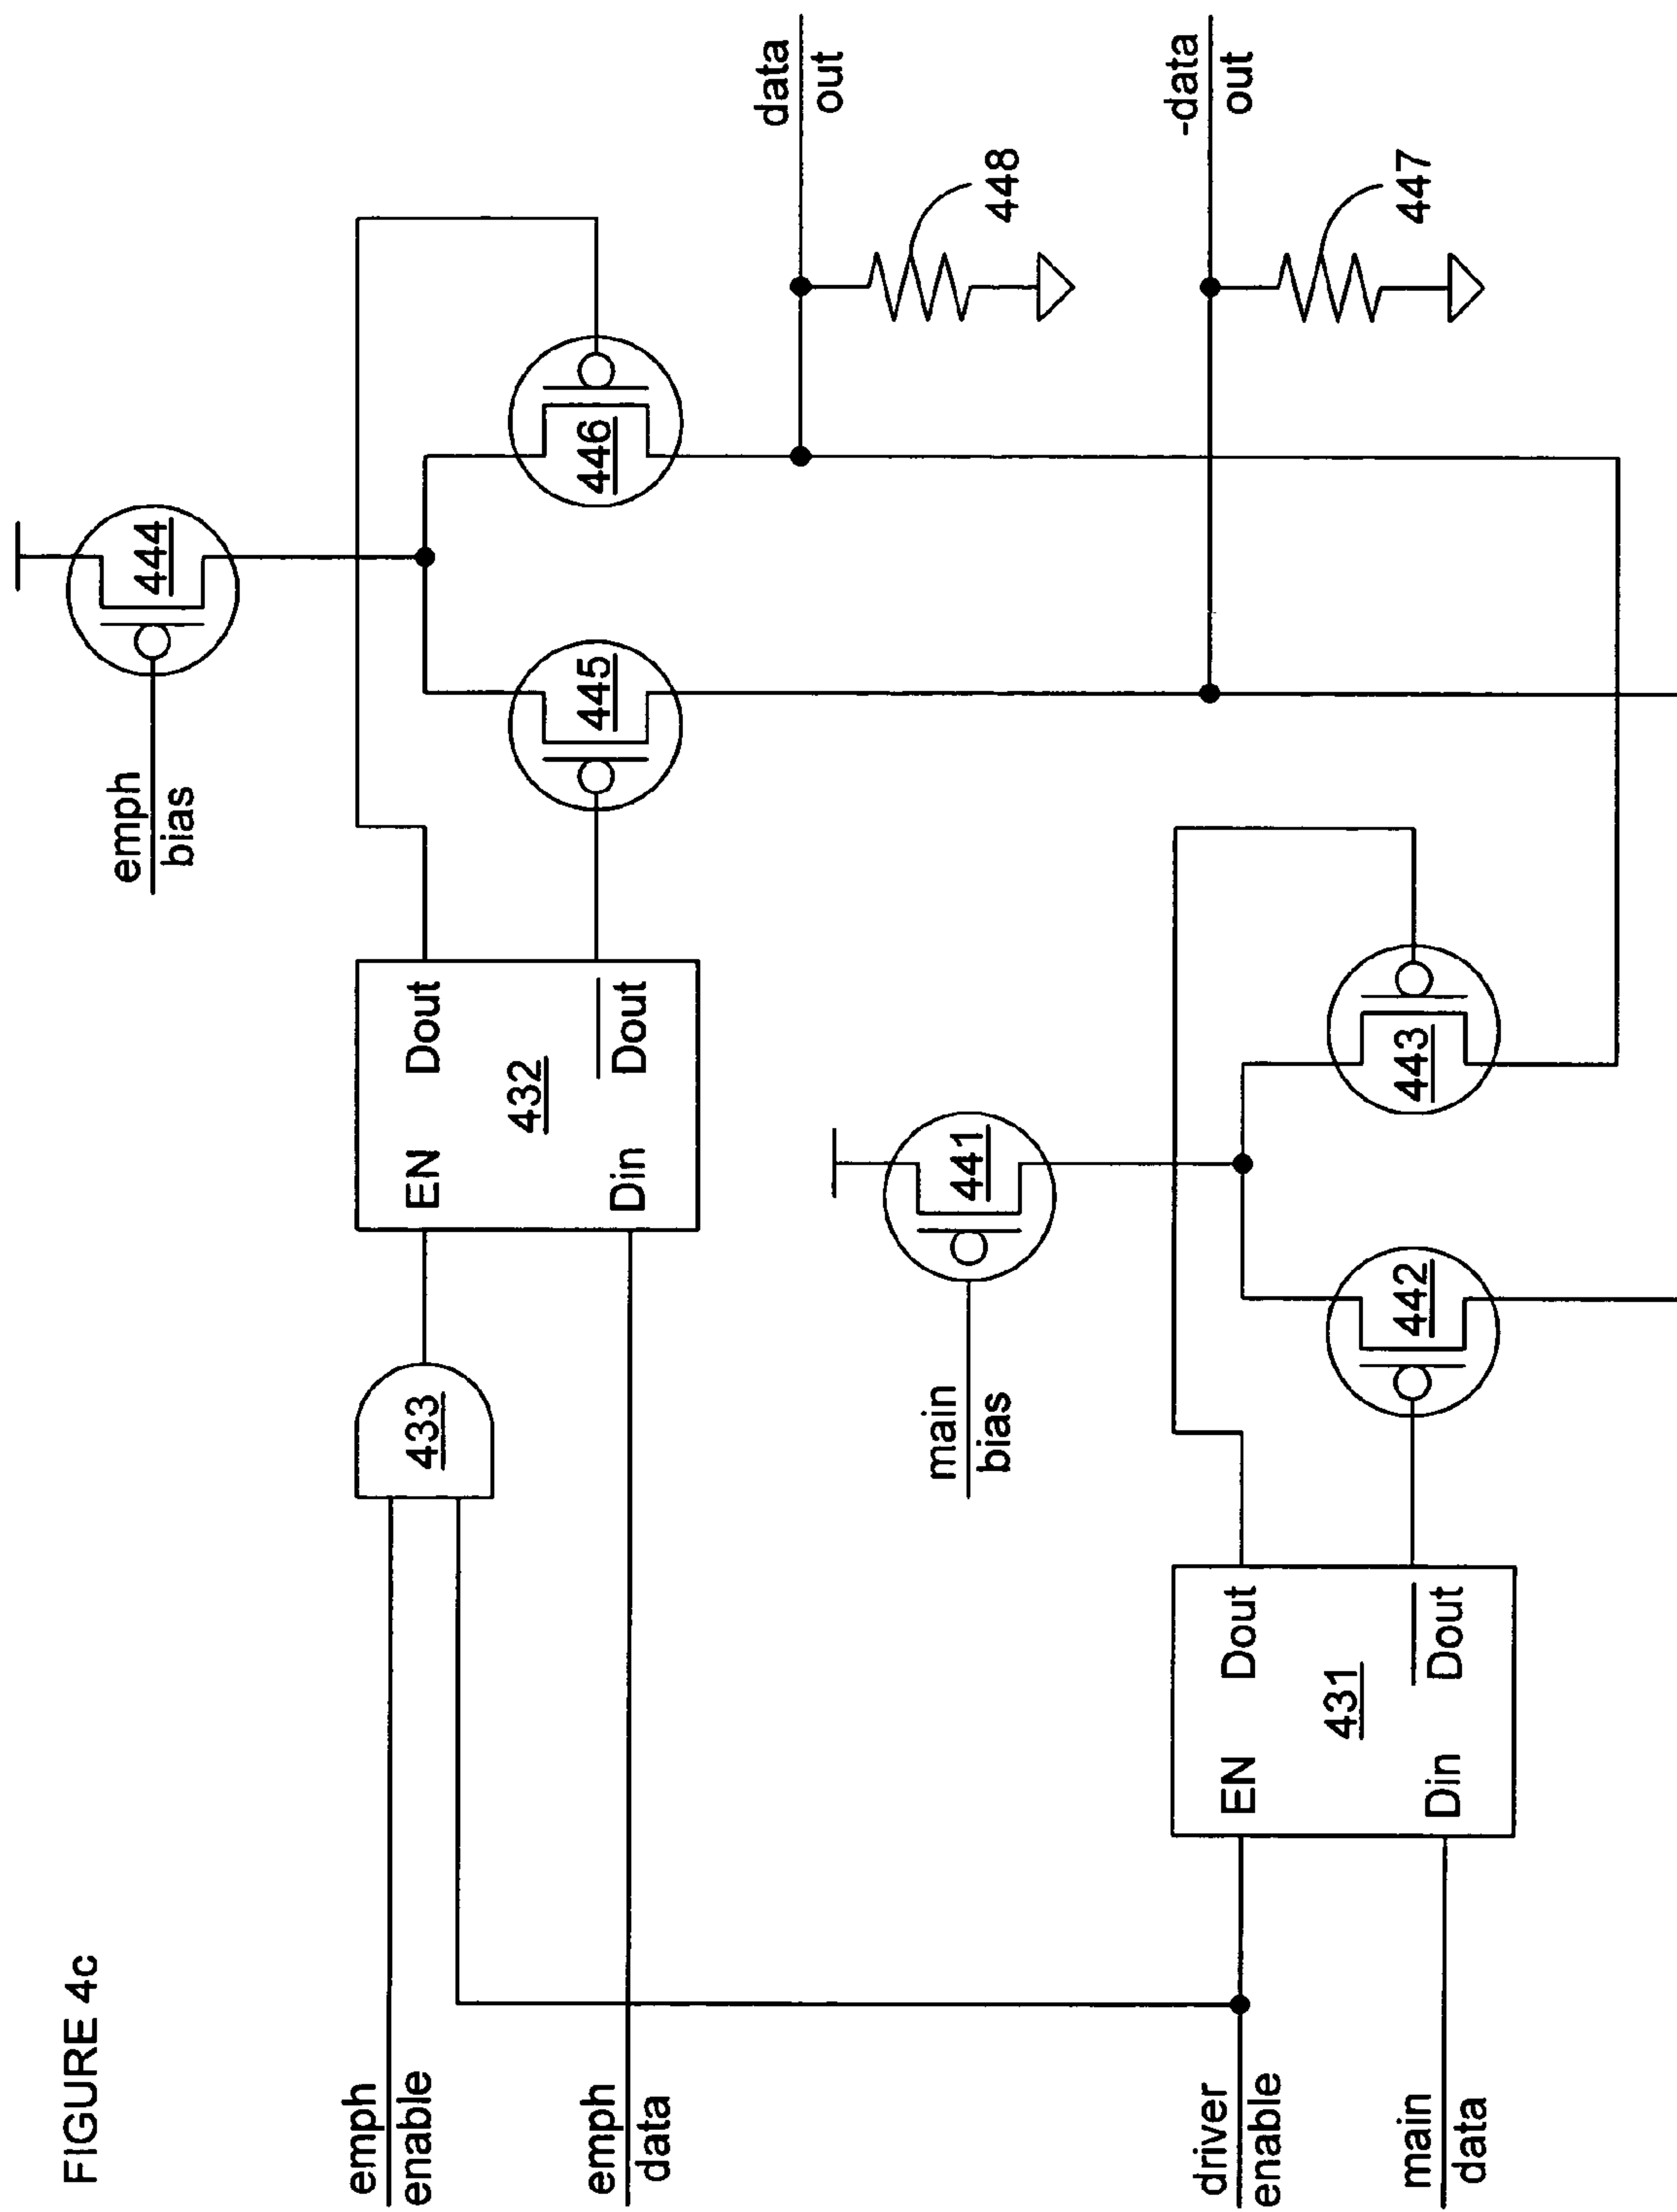 FIGURE 4c
emph
enable
emph
data
driver
enable
main
data
433
EN
Dout
432
Din
Dout
emph
bias
444
445
446
data
out
448
-data
out
447
EN
Dout
431
Din
Dout
main
bias
441
442
443